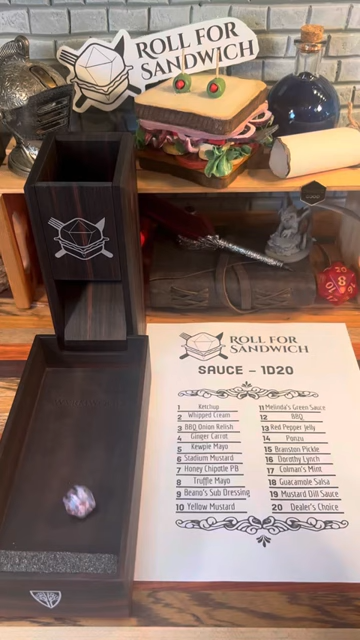 ROLL FOR
SANDWICH
ROLL FOR
SANDWICH
SAUCE - 1D20
1 Ketchup
2 Whipped Cream
3 BBQ Onion Relish
4 Ginger Carrot
5 Kewpie Mayo
6 Stadium Mustard
7 Honey Chipotle PB
8 Truffle Mayo
9 Beano's Sub Dressing
10 Yellow Mustard
11 Melinda's Green Sauce
12 BBQ
13 Red Pepper Jelly
14 Ponzu
15 Branston Pickle
16 Dorothy Lynch
17 Colman's Mint
18 Guacamole Salsa
19 Mustard Dill Sauce
20 Dealer's Choice